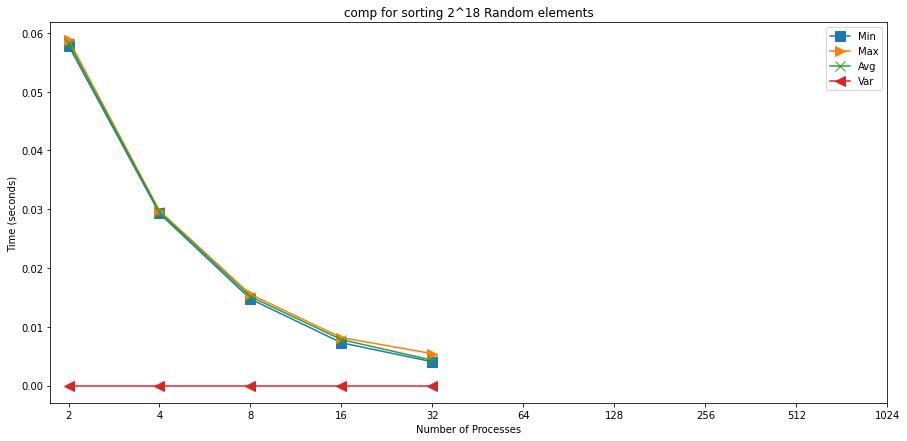 comp for sorting 2^18 Random elements
Min
Max
Avg
Var
0.06
0.05
0.04
0.03
0.02
0.01
0.00
Time (seconds)
2 4 8 16 32 64 128 256 512 1024
Number of Processes